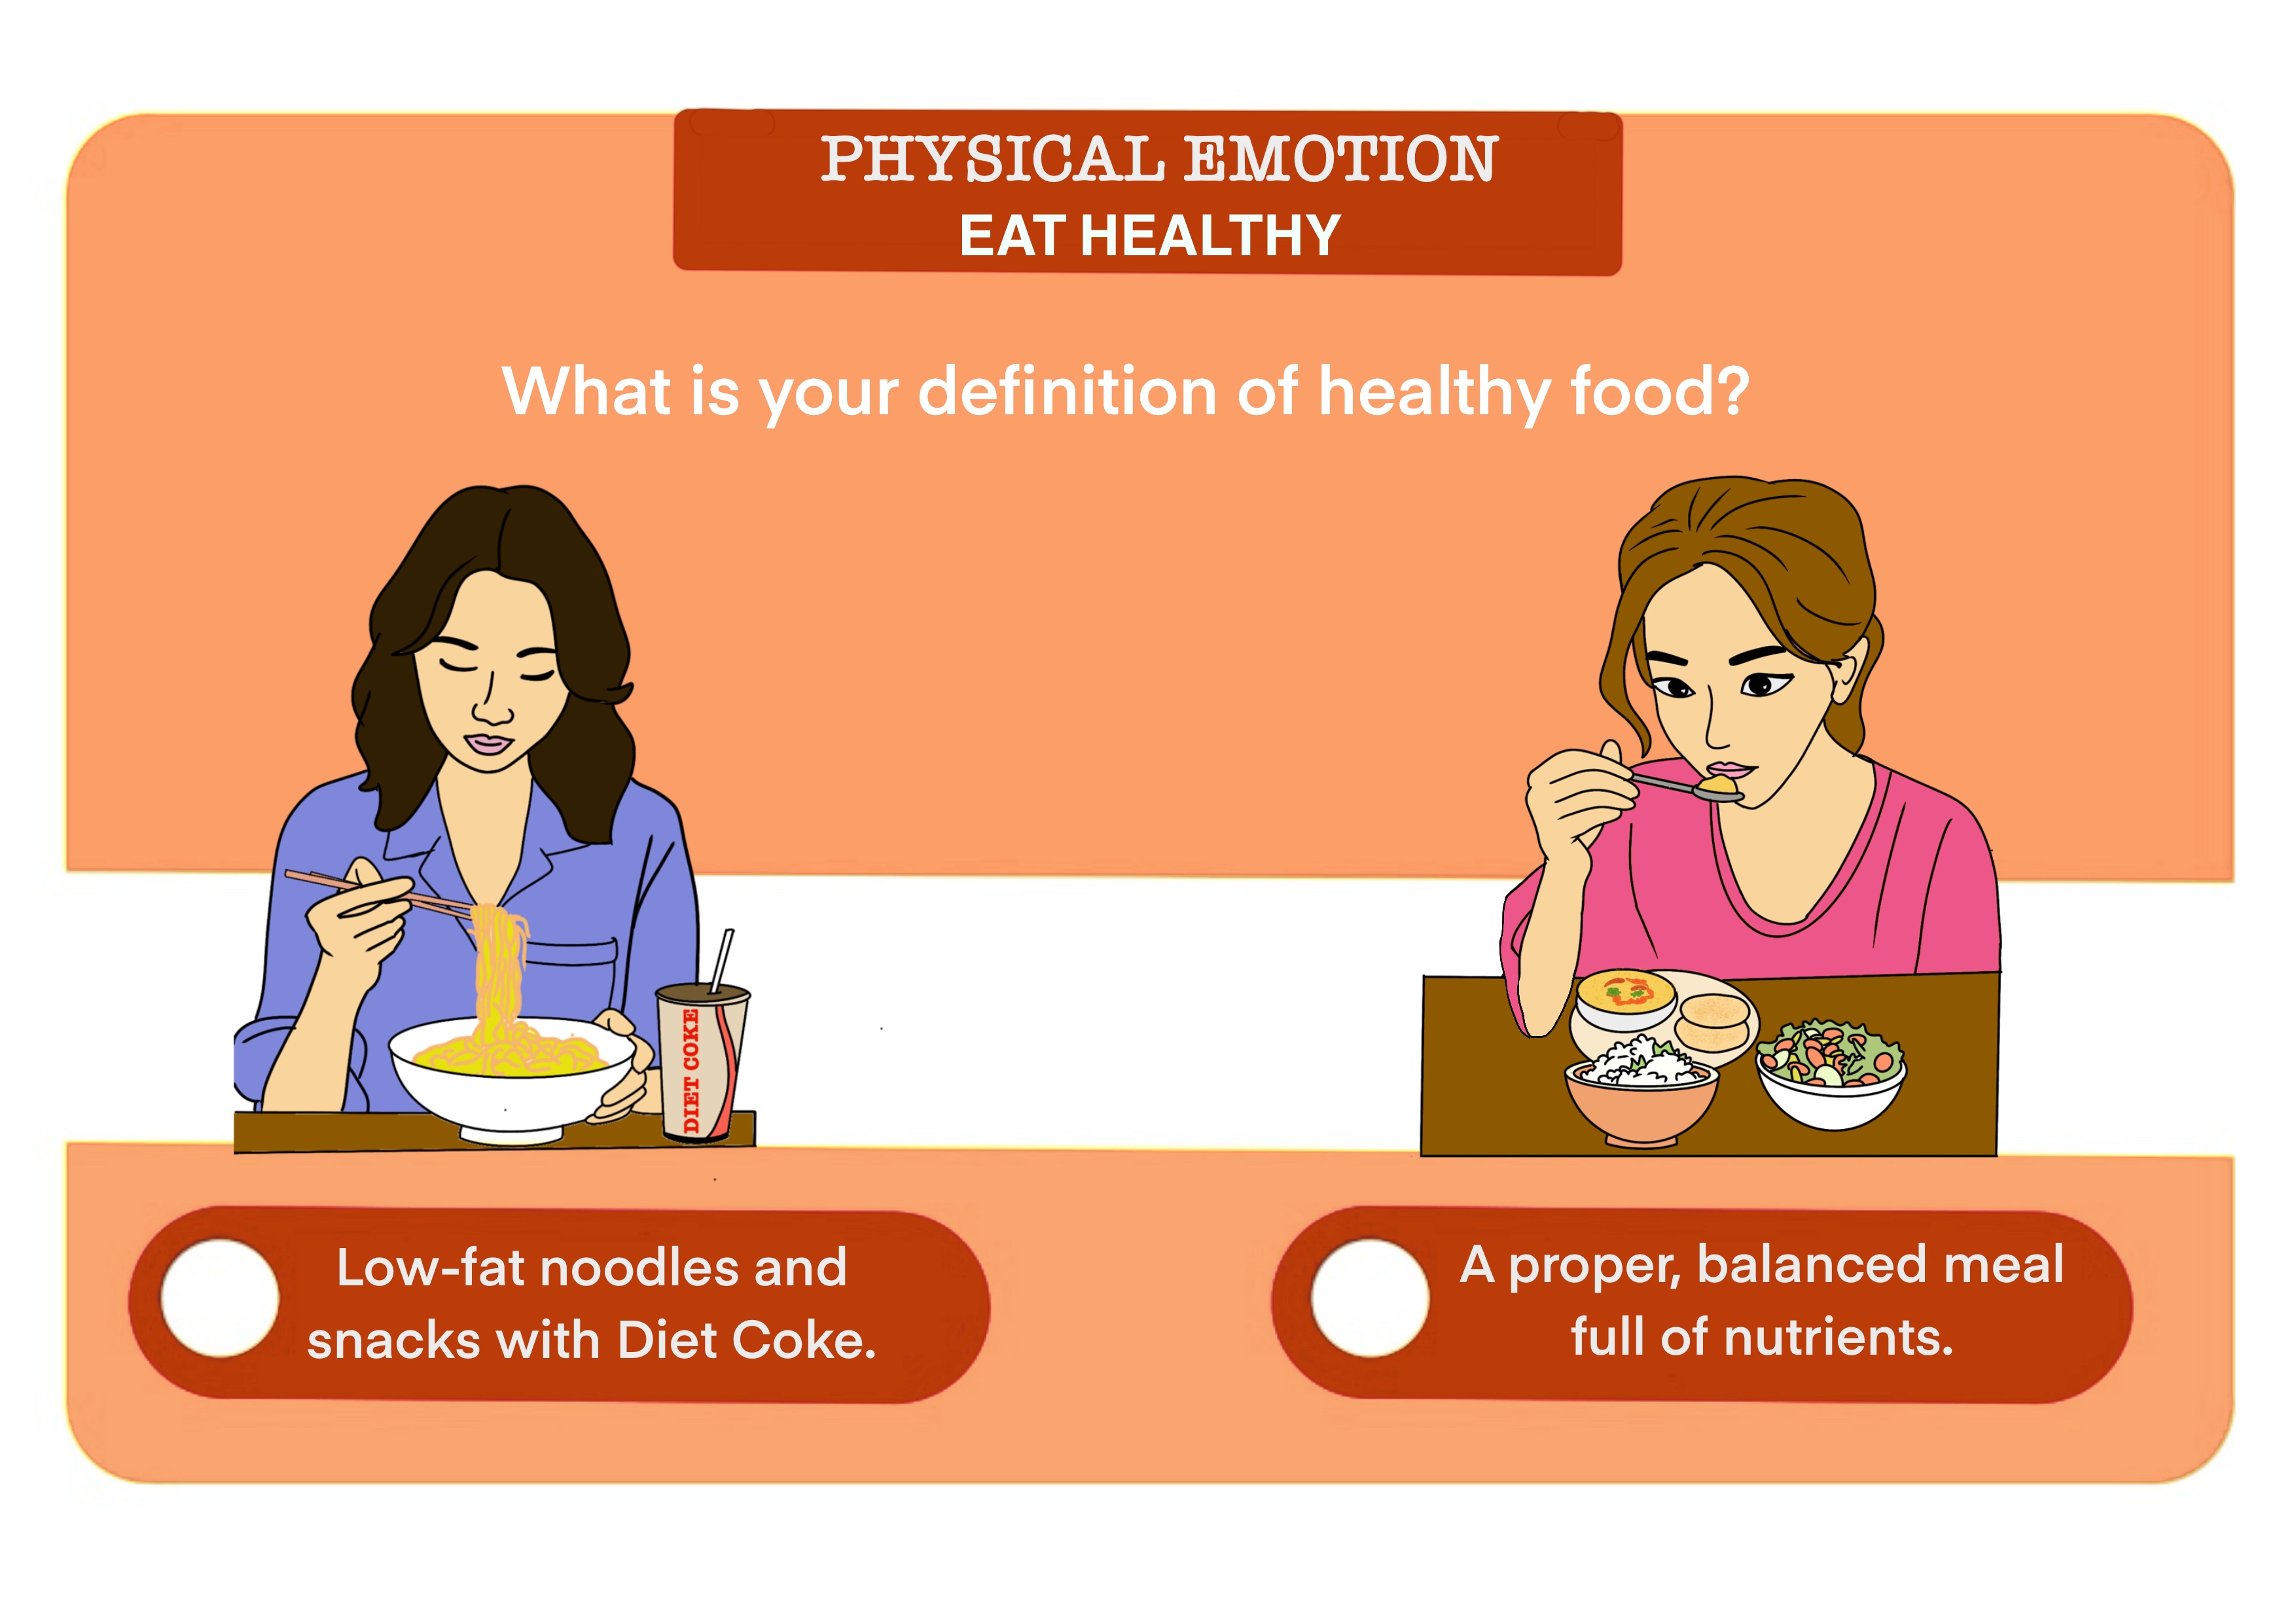 PHYSICAL EMOTION
EAT HEALTHY
What is your definition of healthy food?
DIET COKE
Low-fat noodles and
snacks with Diet Coke.
A proper, balanced meal
full of nutrients.